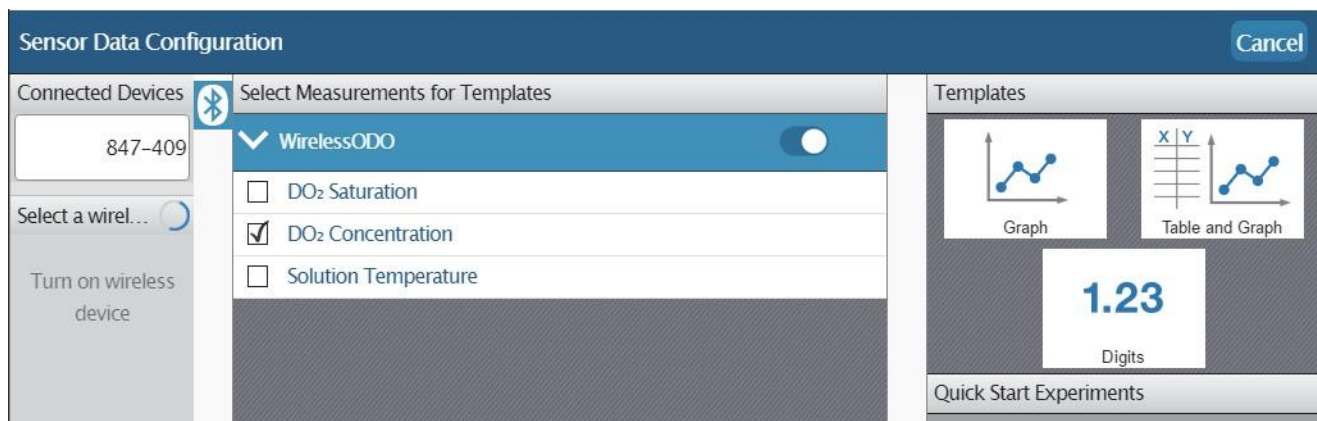 Sensor Data Configuration
Cancel
Connected Devices
847–409
Select a wirel...
Turn on wireless
device
Select Measurements for Templates
WirelessODO
DO₂ Saturation
DO₂ Concentration
Solution Temperature
Templates
Graph
X Y
Table and Graph
1.23
Digits
Quick Start Experiments